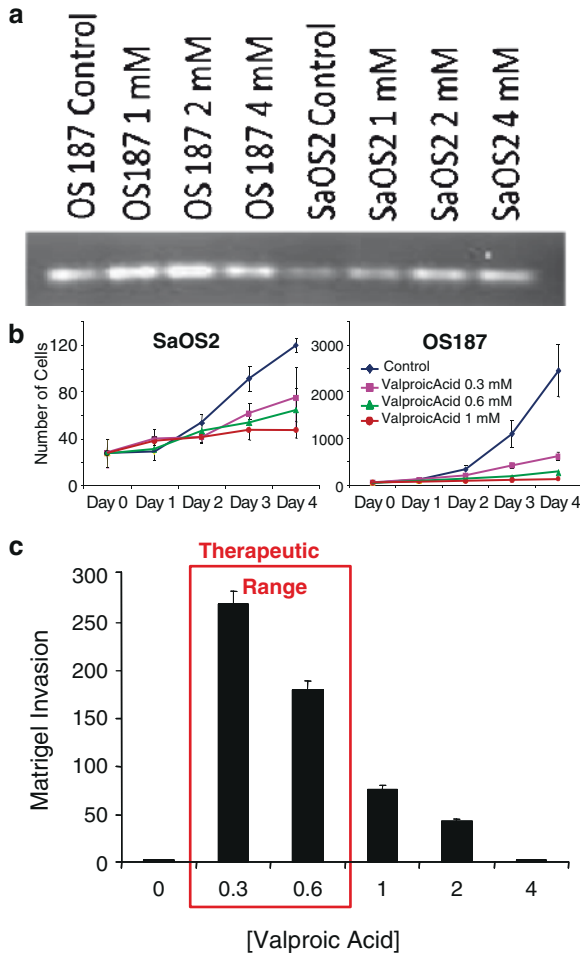 a
OS 187 Control
OS187 1 mM
OS 187 2 mM
OS 187 4 mM
SaOS2 Control
SaOS2 1 mM
SaOS2 2 mM
SaOS2 4 mM
b
SaOS2
OS187
Number of Cells
120
80
40
0
Day 0 Day 1 Day 2 Day 3 Day 4
3000
2000
1000
0
Control
ValproicAcid 0.3 mM
ValproicAcid 0.6 mM
ValproicAcid 1 mM
Day 0 Day 1 Day 2 Day 3 Day 4
c
Therapeutic
Range
Matrigel Invasion
300
250
200
150
100
50
0
0 0.3 0.6 1 2 4
[Valproic Acid]